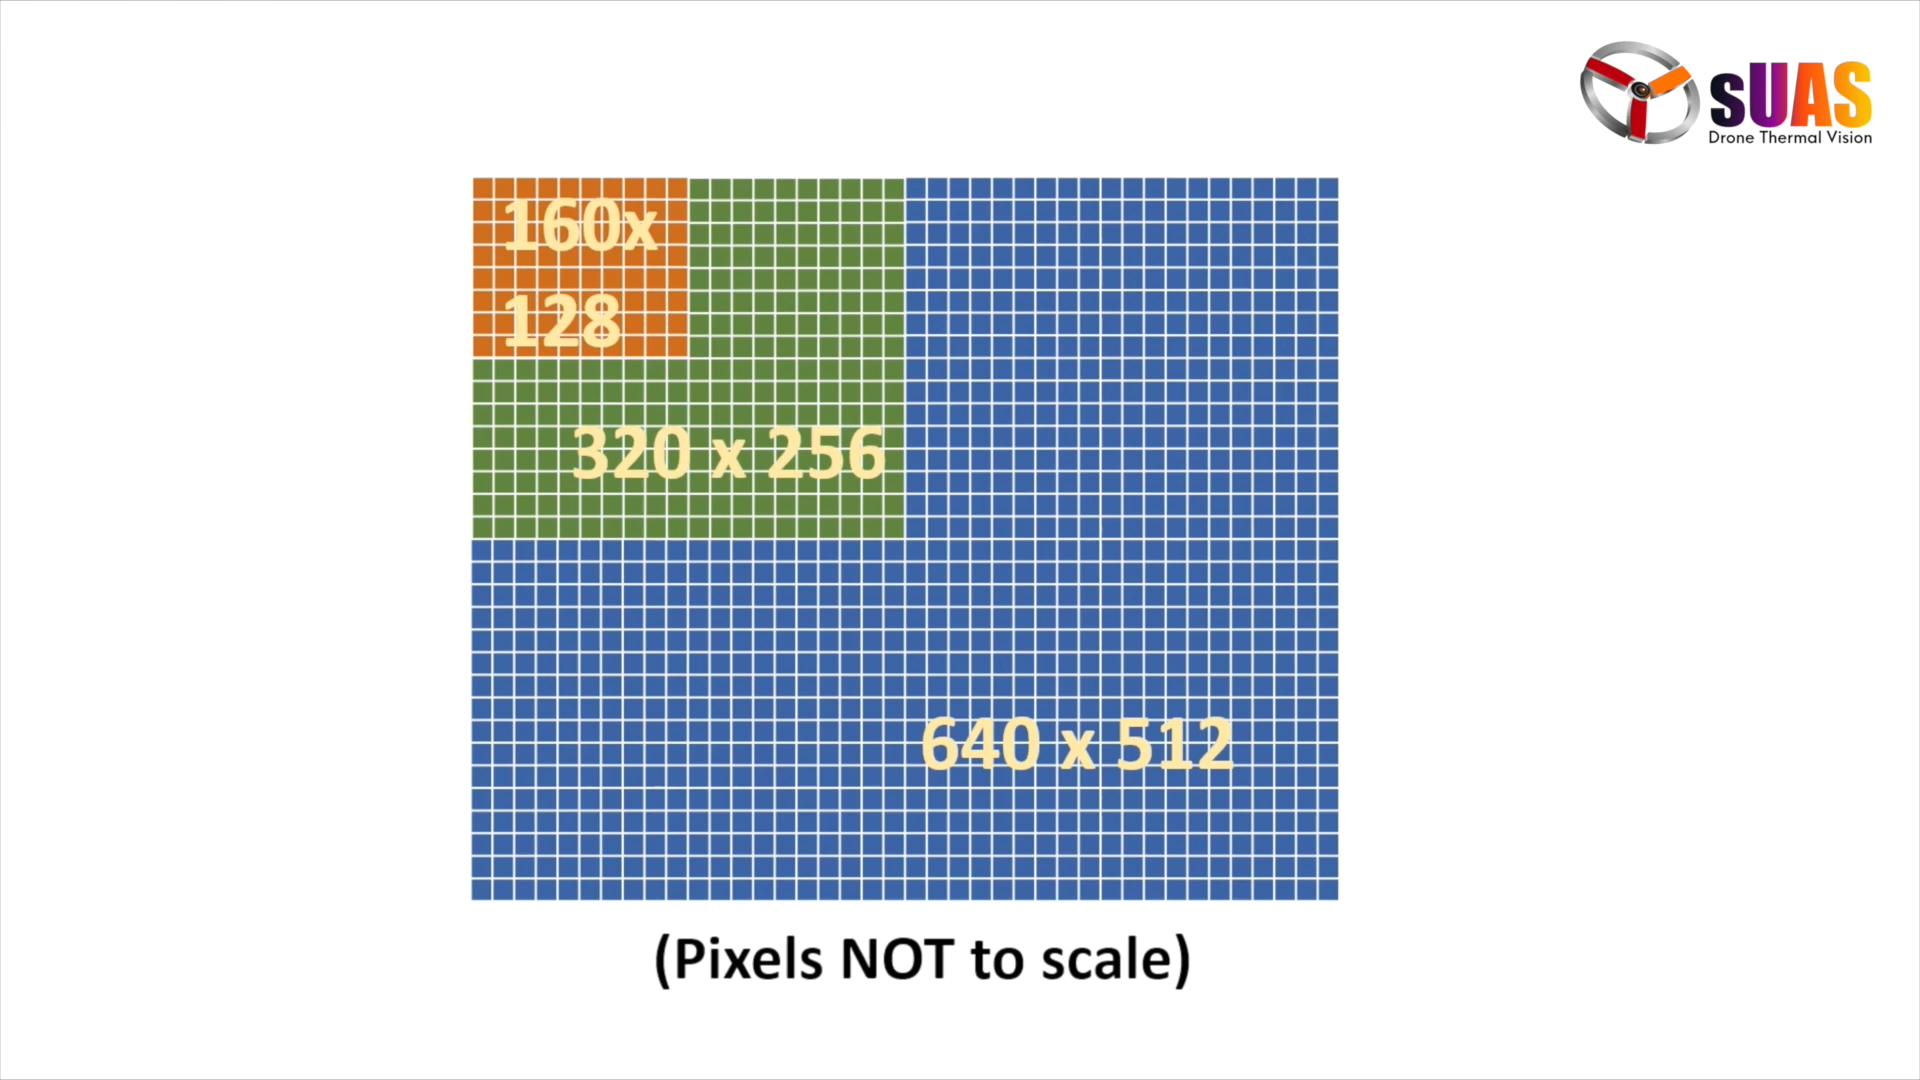 sUAS
Drone Thermal Vision
160x
128
320 x 256
640 x 512
(Pixels NOT to scale)